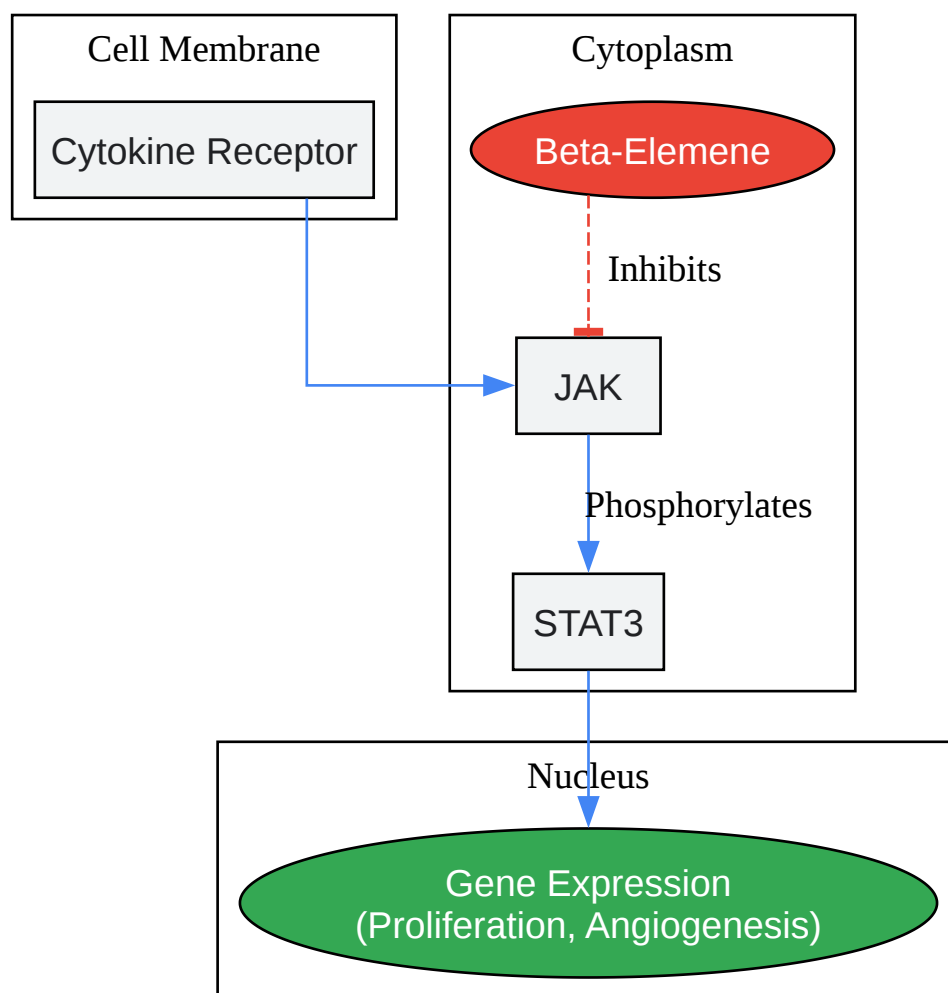 Cell Membrane
Cytokine Receptor
Cytoplasm
Beta-Elemene
Inhibits
JAK
Phosphorylates
STAT3
Nucleus
Gene Expression
(Proliferation, Angiogenesis)